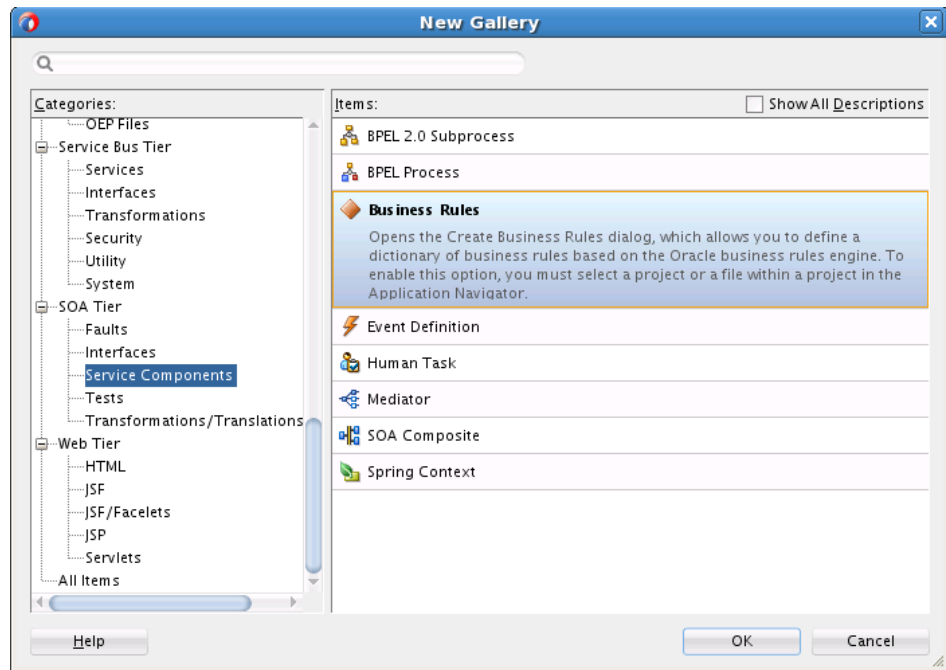 New Gallery
Categories:
OEP Files
Service Bus Tier
Services
Interfaces
Transformations
Security
Utility
System
SOA Tier
Faults
Interfaces
Service Components
Tests
Transformations/Translations
Web Tier
HTML
JSF
JSF/Facelets
JSP
Servlets
All Items
Items:
Show All Descriptions
BPEL 2.0 Subprocess
BPEL Process
Business Rules
Opens the Create Business Rules dialog, which allows you to define a
dictionary of business rules based on the Oracle business rules engine. To
enable this option, you must select a project or a file within a project in the
Application Navigator.
Event Definition
Human Task
Mediator
SOA Composite
Spring Context
Help
OK
Cancel